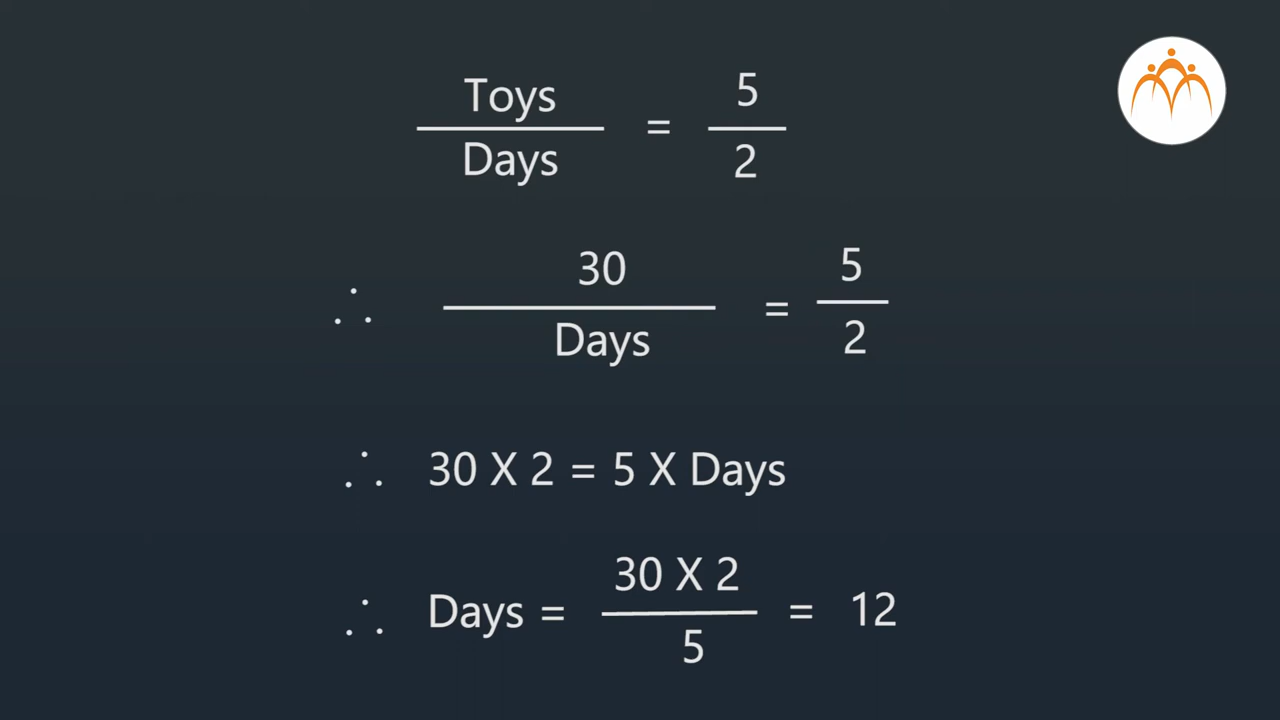 Toys / Days = 5 / 2
∴ 30 / Days = 5 / 2
∴ 30 X 2 = 5 X Days
∴ Days = 30 X 2 / 5 = 12